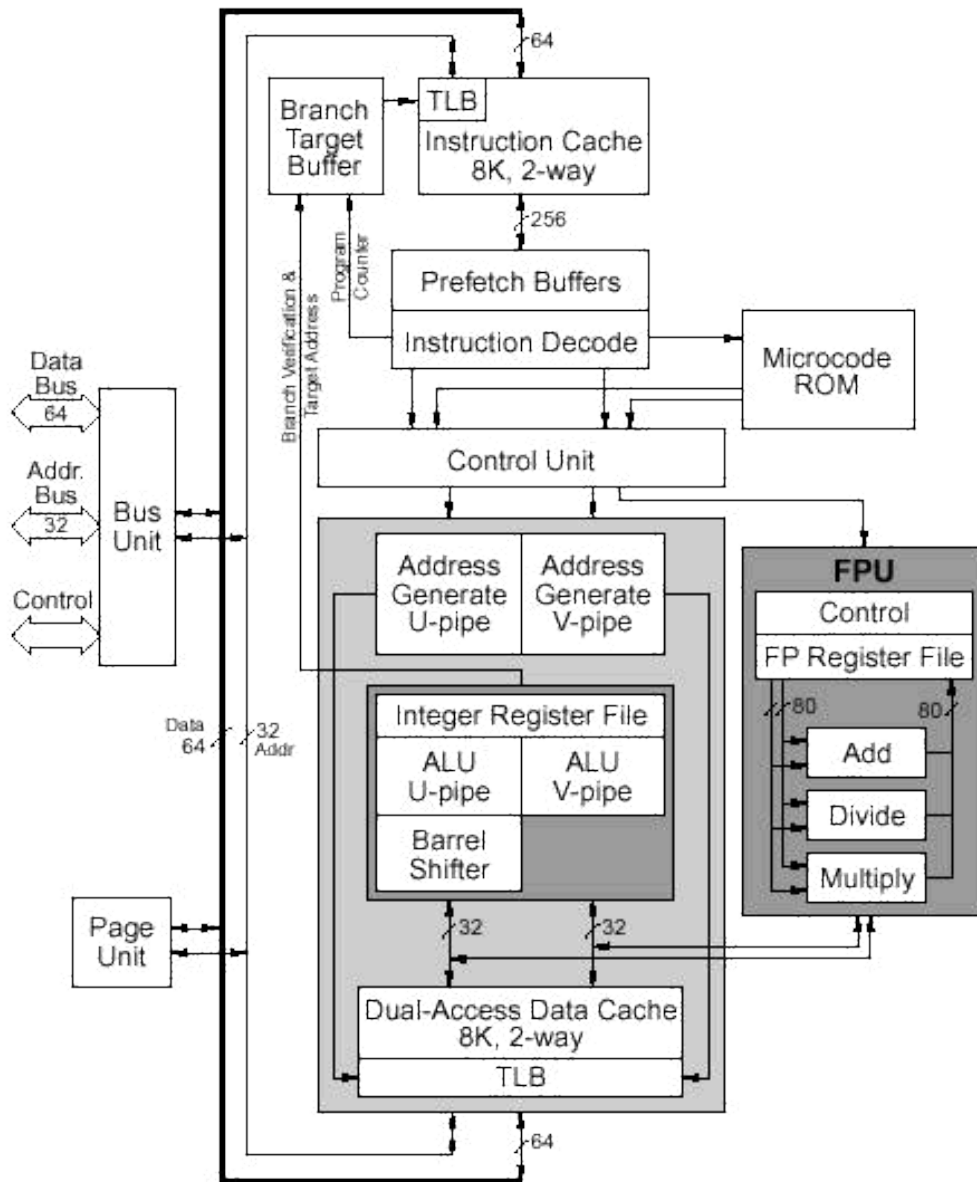 64
TLB
Branch
Target
Buffer
Instruction Cache
8K, 2-way
256
Branch Verification &
Target Address
Program
Counter
Prefetch Buffers
Instruction Decode
Microcode
ROM
Data
Bus
64
Addr.
Bus
32
Control
Bus
Unit
Control Unit
Address
Generate
U-pipe
Address
Generate
V-pipe
FPU
Control
FP Register File
80
80
Add
Divide
Multiply
Integer Register File
ALU
U-pipe
ALU
V-pipe
Barrel
Shifter
Data
64
32
Addr
32
32
Page
Unit
Dual-Access Data Cache
8K, 2-way
TLB
64